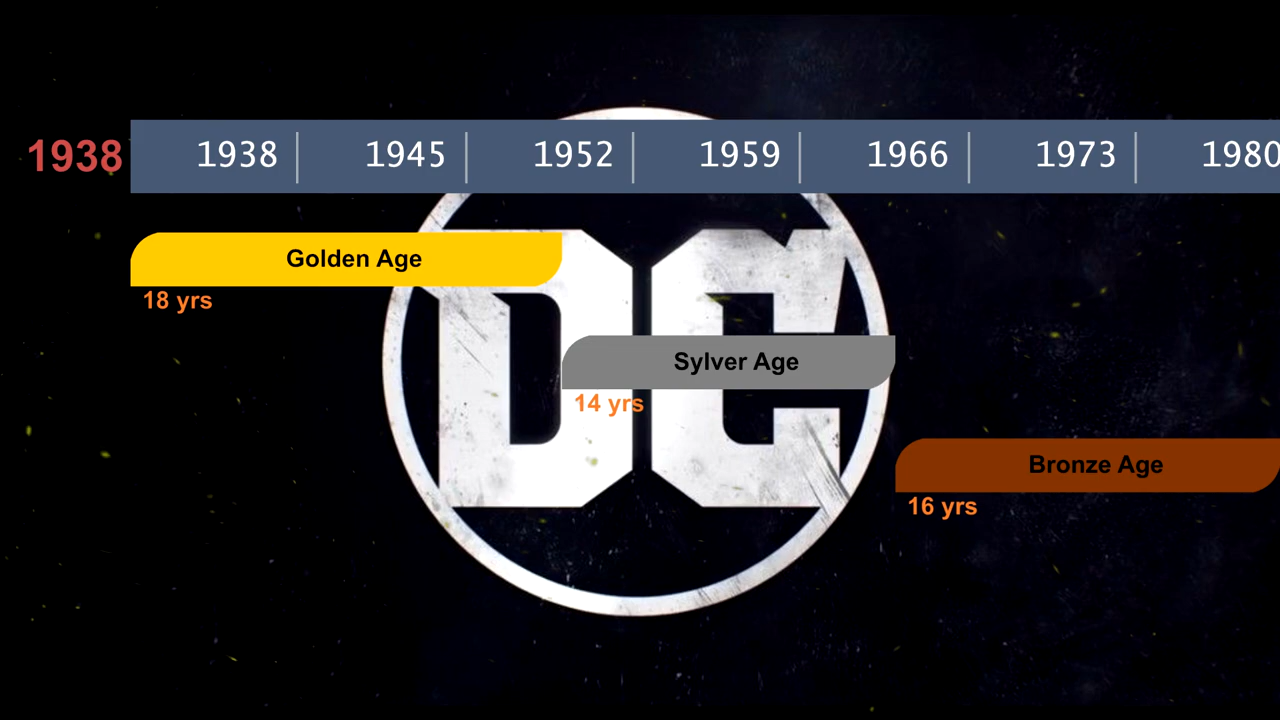 1938 1938 1945 1952 1959 1966 1973 1980
Golden Age
18 yrs
DC
Sylver Age
14 yrs
Bronze Age
16 yrs